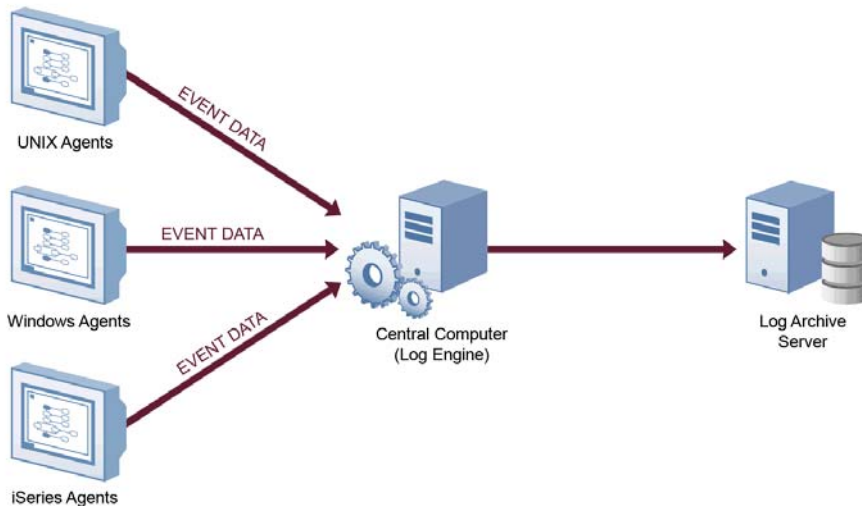 EVENT DATA
UNIX Agents
EVENT DATA
Windows Agents
Central Computer
(Log Engine)
Log Archive
Server
EVENT DATA
iSeries Agents